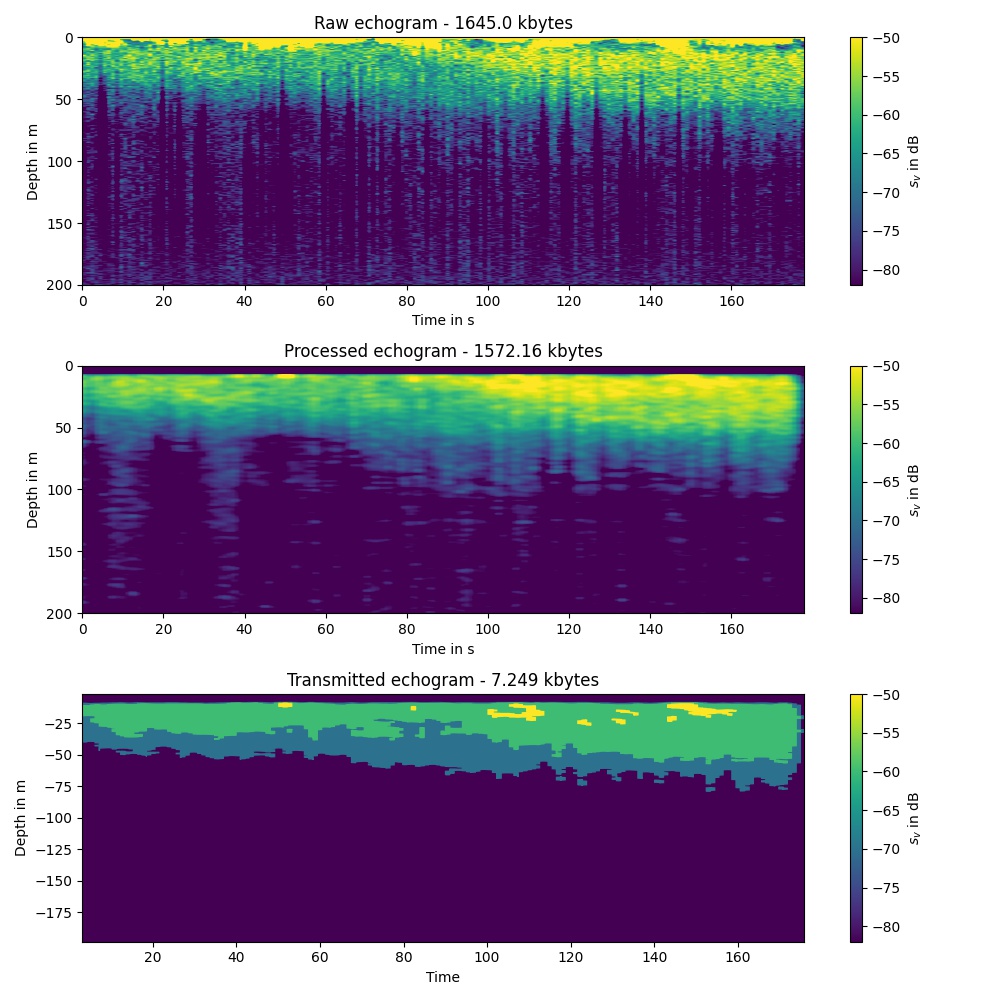 Raw echogram - 1645.0 kbytes
0
50
100
150
200
Depth in m
0 20 40 60 80 100 120 140 160
Time in s
−50
−55
−60
−65
−70
−75
−80
sv in dB
Processed echogram - 1572.16 kbytes
0
50
100
150
200
Depth in m
0 20 40 60 80 100 120 140 160
Time in s
−50
−55
−60
−65
−70
−75
−80
sv in dB
Transmitted echogram - 7.249 kbytes
−25
−50
−75
−100
−125
−150
−175
Depth in m
20 40 60 80 100 120 140 160
Time
−50
−55
−60
−65
−70
−75
−80
sv in dB